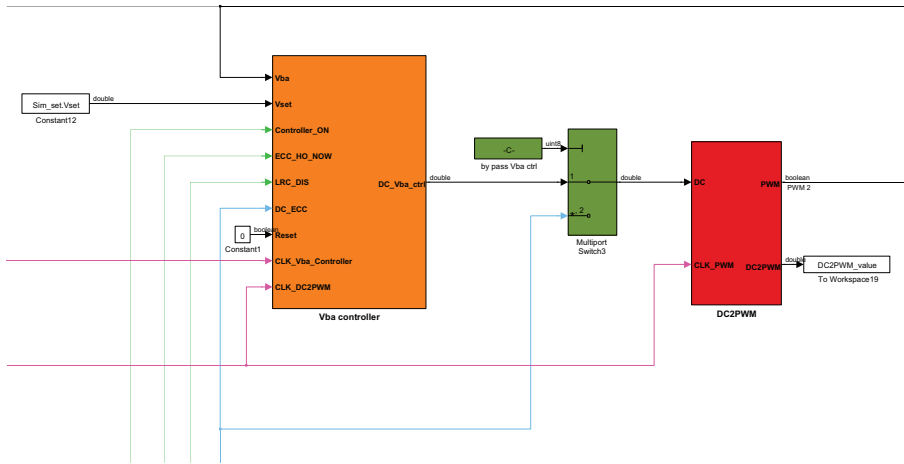 Vba
Sim_set.Vset
double
Vset
Constant12
Controller_ON
ECC_HO_NOW
LRC_DIS
DC_ECC
0
boolean
Reset
Constant1
CLK_Vba_Controller
CLK_DC2PWM
DC_Vba_ctrl
double
Vba controller
-C-
uint8
by pass Vba ctrl
1
double
*, 2
Multiport
Switch3
DC
PWM
boolean
PWM 2
CLK_PWM
DC2PWM
double
DC2PWM_value
To Workspace19
DC2PWM